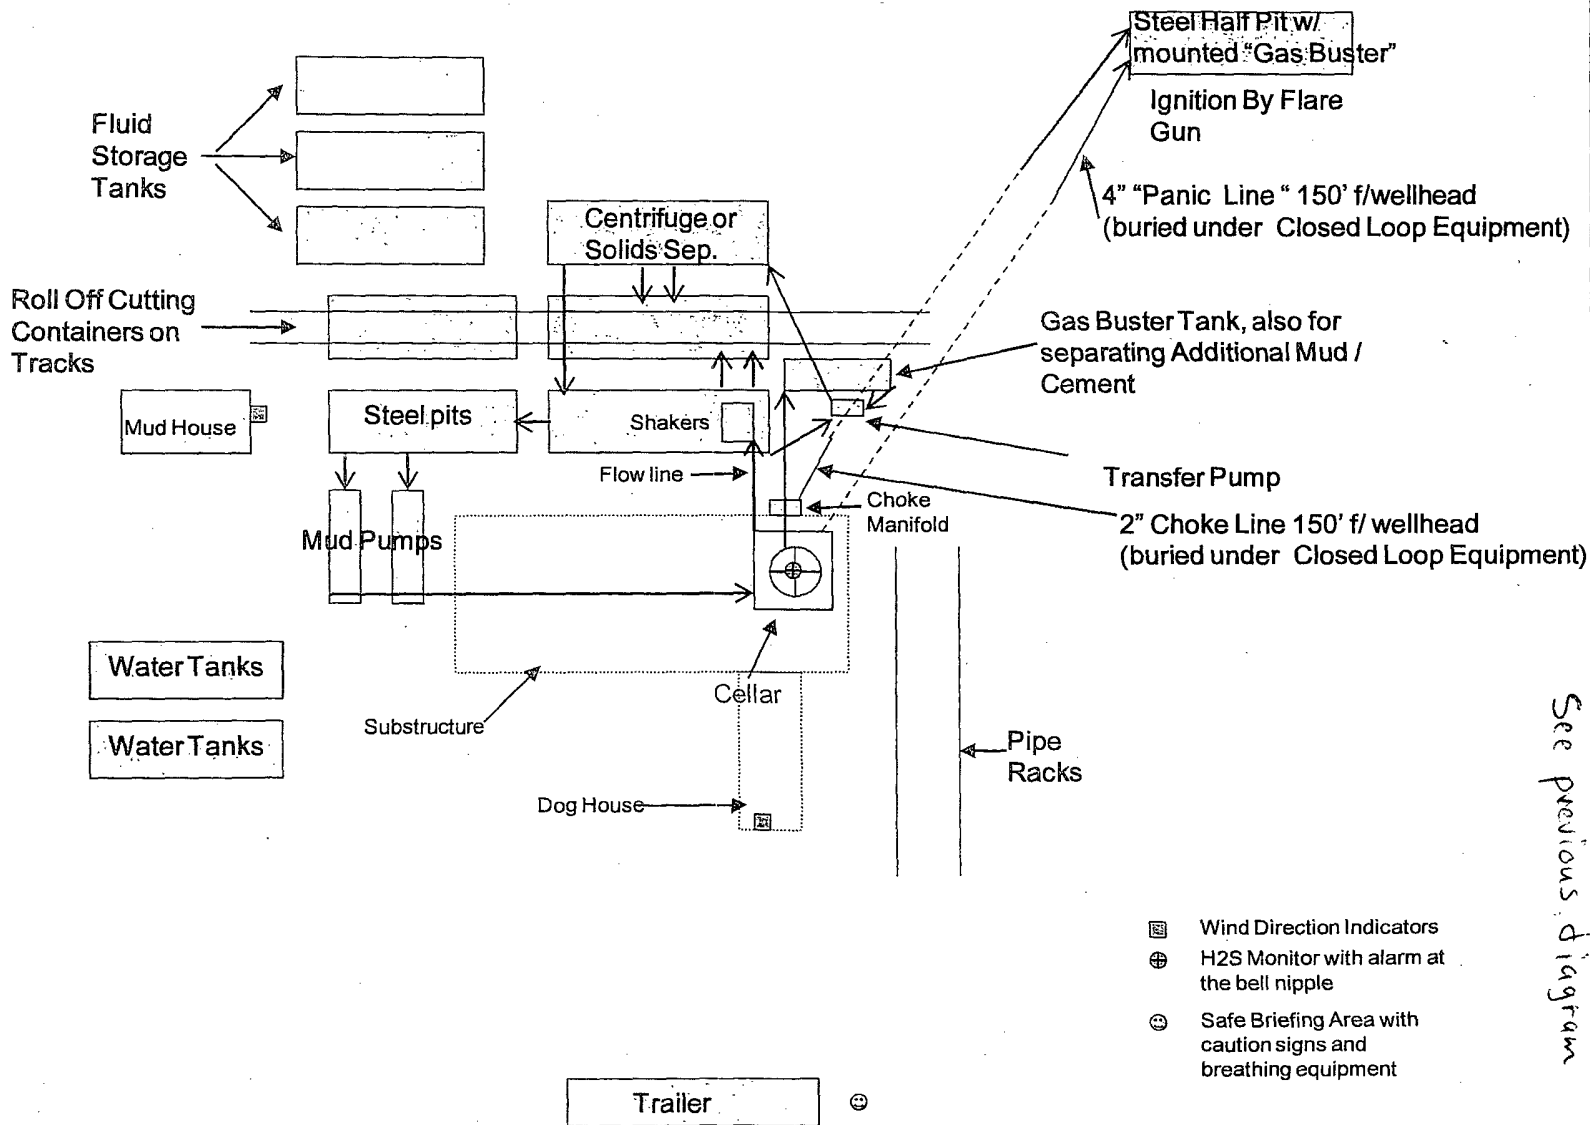 Steel Half Pit w/
mounted “Gas Buster”
Ignition By Flare
Gun
Fluid
Storage
Tanks
4” “Panic Line “ 150’ f/wellhead
(buried under Closed Loop Equipment)
Centrifuge or
Solids Sep.
Roll Off Cutting
Containers on
Tracks
Gas Buster Tank, also for
separating Additional Mud /
Cement
Mud House
Steel pits
Shakers
Flow line
Transfer Pump
Choke
Manifold
2” Choke Line 150’ f/ wellhead
(buried under Closed Loop Equipment)
Mud Pumps
Water Tanks
Cellar
Substructure
Water Tanks
Pipe
Racks
Dog House
See previous diagram
Wind Direction Indicators
H2S Monitor with alarm at
the bell nipple
Safe Briefing Area with
caution signs and
breathing equipment
Trailer